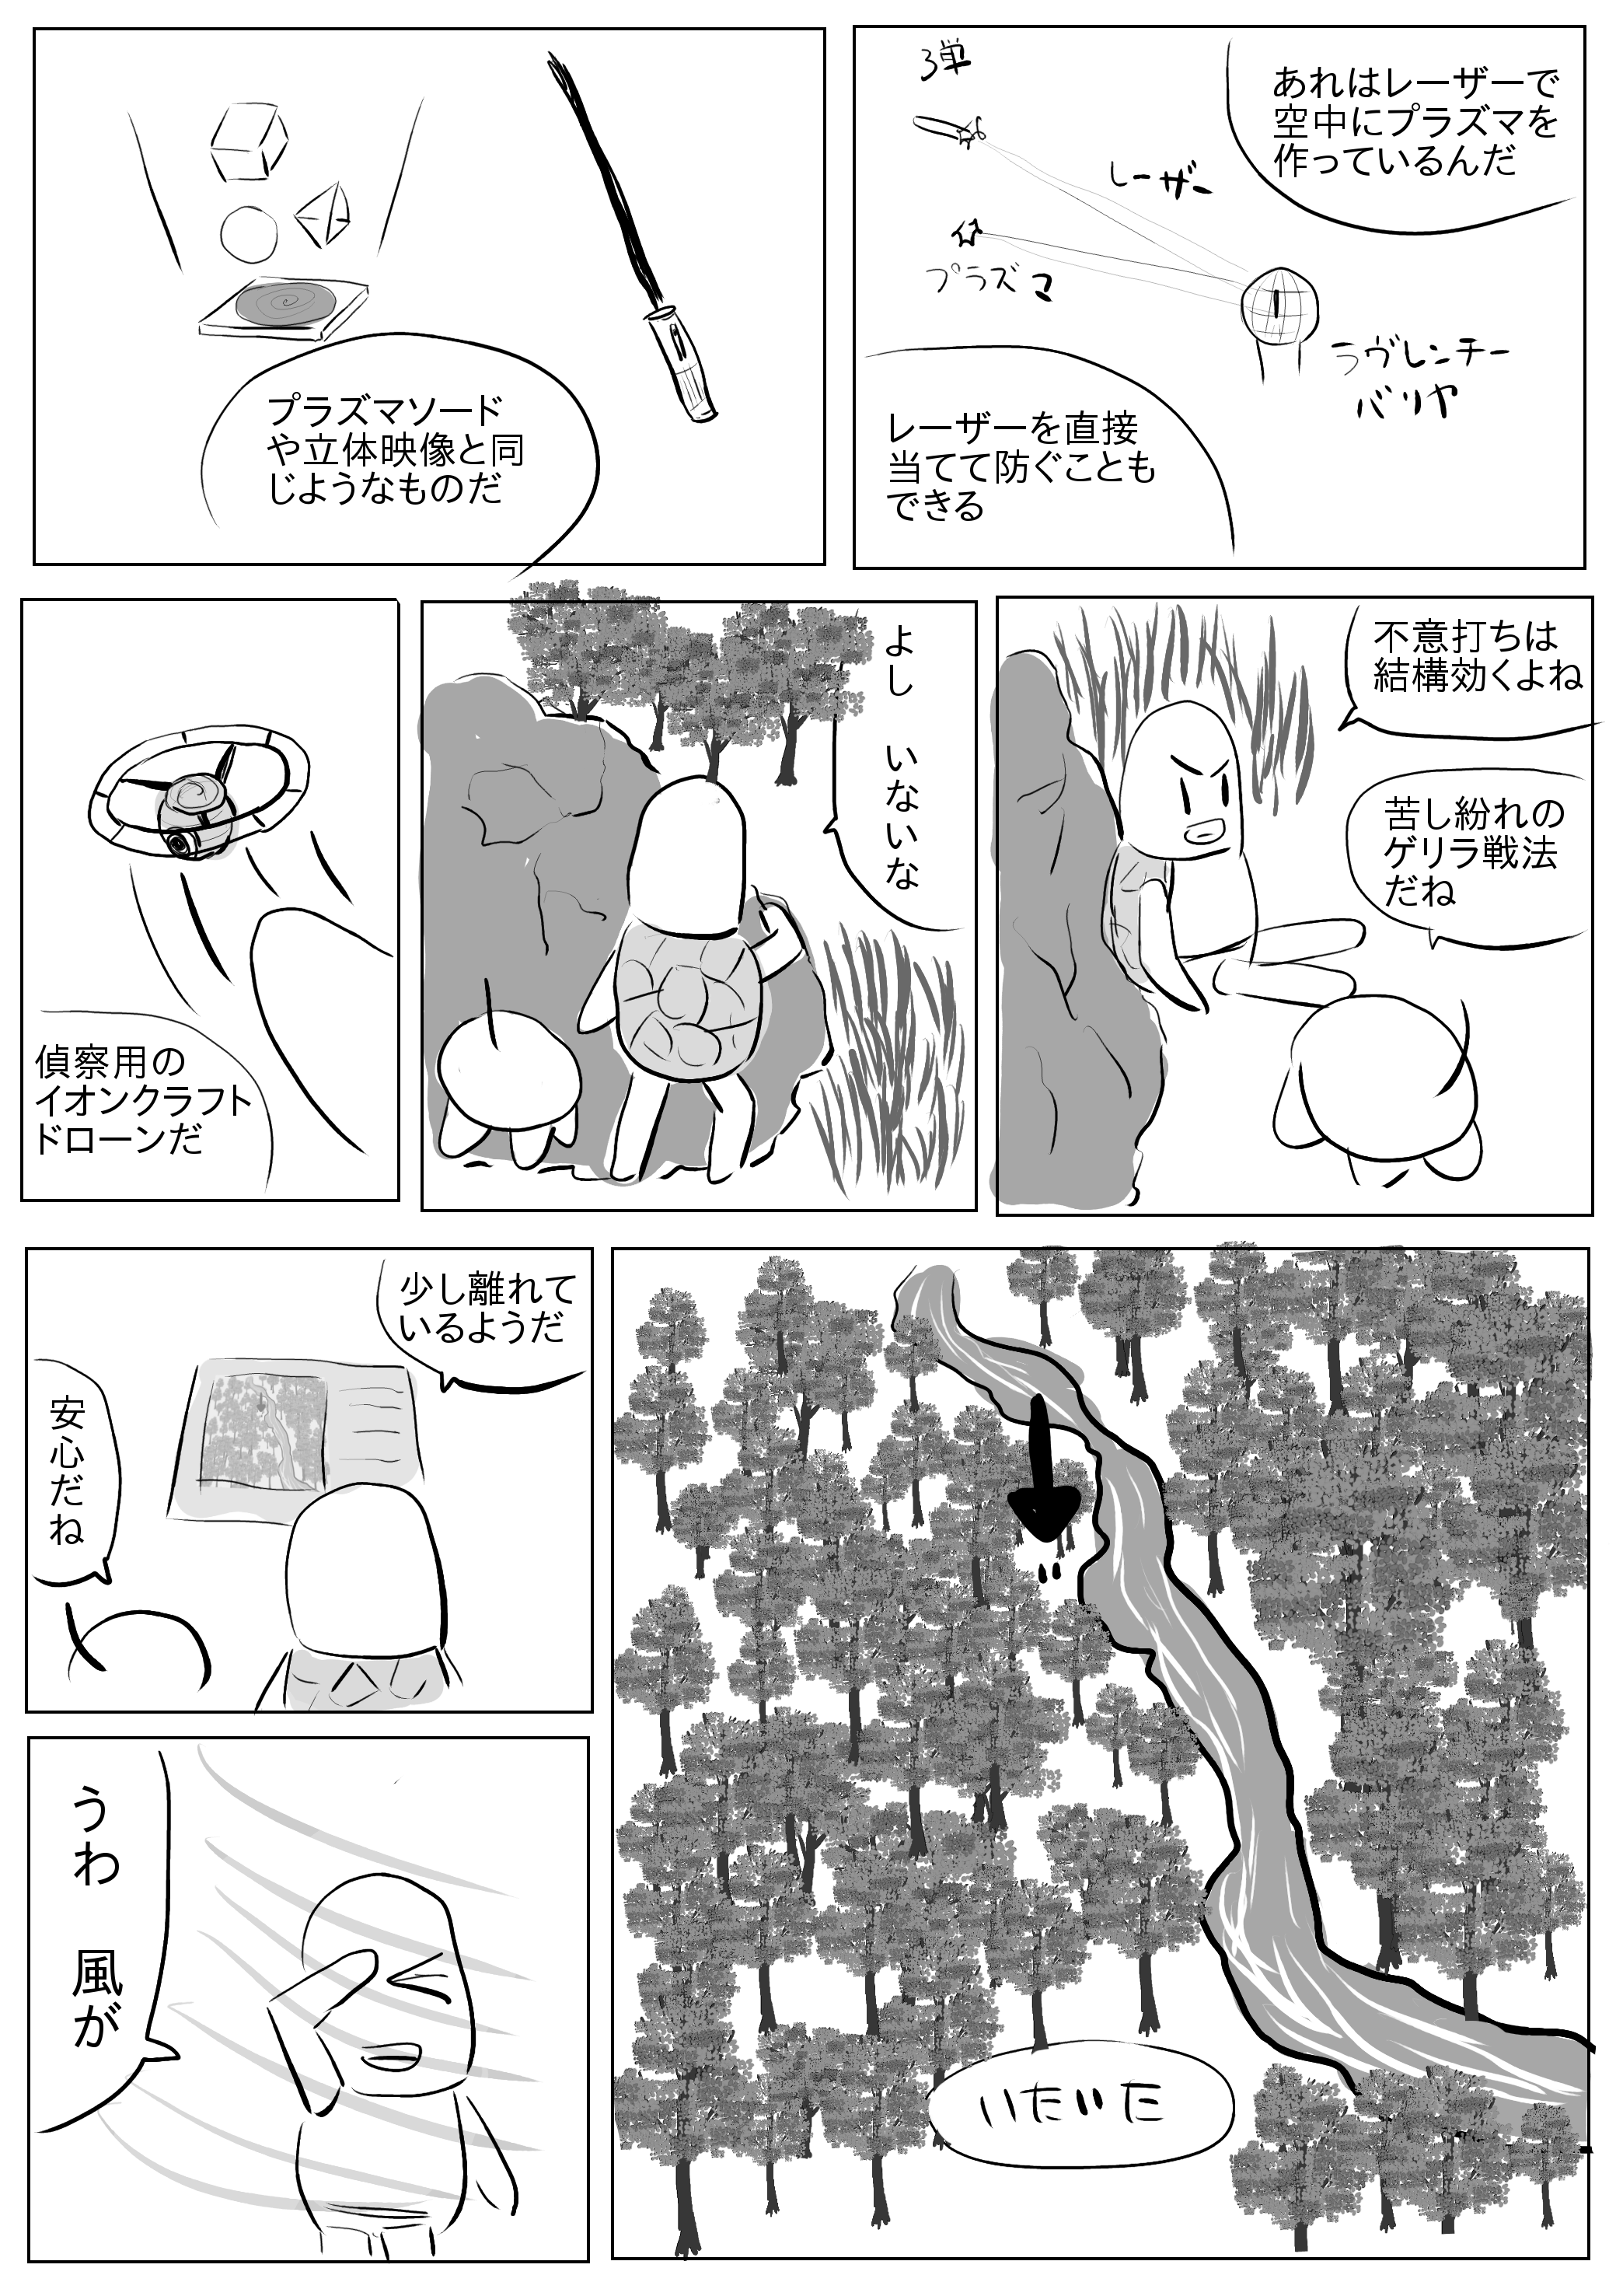 あれはレーザーで
空中にプラズマを
作っているんだ
3弾
レーザー
プラズマ
ラヴレンチー
バリヤ
レーザーを直接
当てて防ぐことも
できる
プラズマソード
や立体映像と同
じようなものだ
不意打ちは
結構効くよね
苦し紛れの
ゲリラ戦法
だね
よし いないな
偵察用の
イオンクラフト
ドローンだ
いたいた
少し離れて
いるようだ
安心だね
うわ 風が